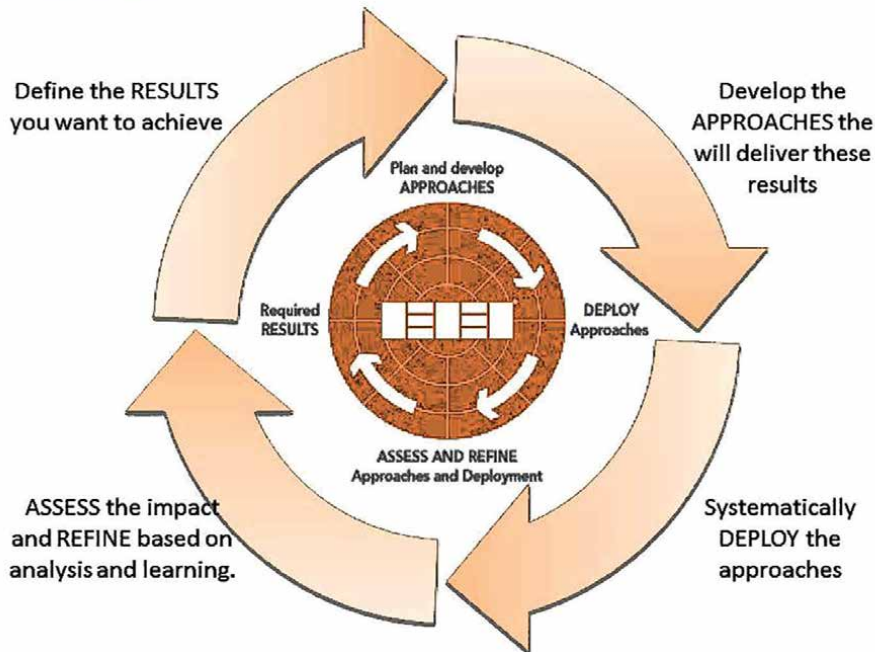 Define the RESULTS
you want to achieve
Develop the
APPROACHES the
will deliver these
results
Plan and develop
APPROACHES
Required
RESULTS
DEPLOY
Approaches
ASSESS AND REFINE
Approaches and Deployment
ASSESS the impact
and REFINE based on
analysis and learning.
Systematically
DEPLOY the
approaches